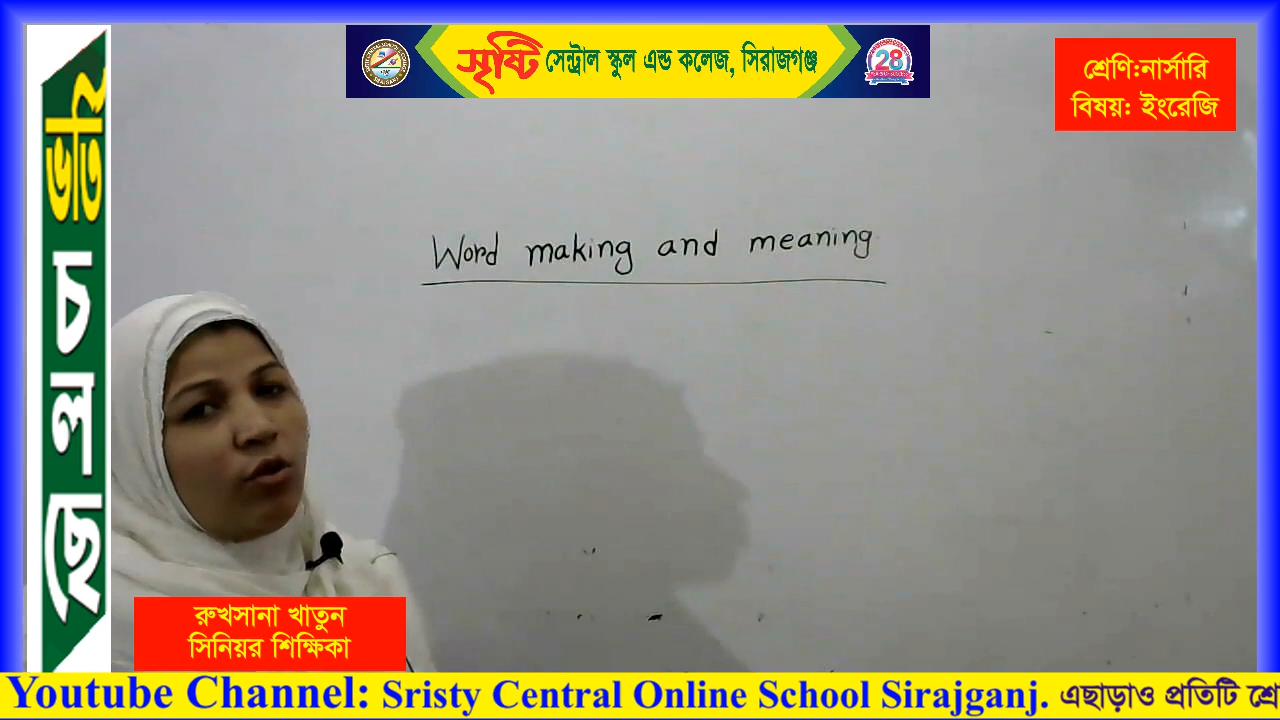 সৃষ্টি সেন্ট্রাল স্কুল এন্ড কলেজ, সিরাজগঞ্জ
28
শ্রেণি:নার্সারি
বিষয়: ইংরেজি
ভর্তি চলছে
Word making and meaning
রুখসানা খাতুন
সিনিয়র শিক্ষিকা
Youtube Channel: Sristy Central Online School Sirajganj. এছাড়াও প্রতিটি শ্রে